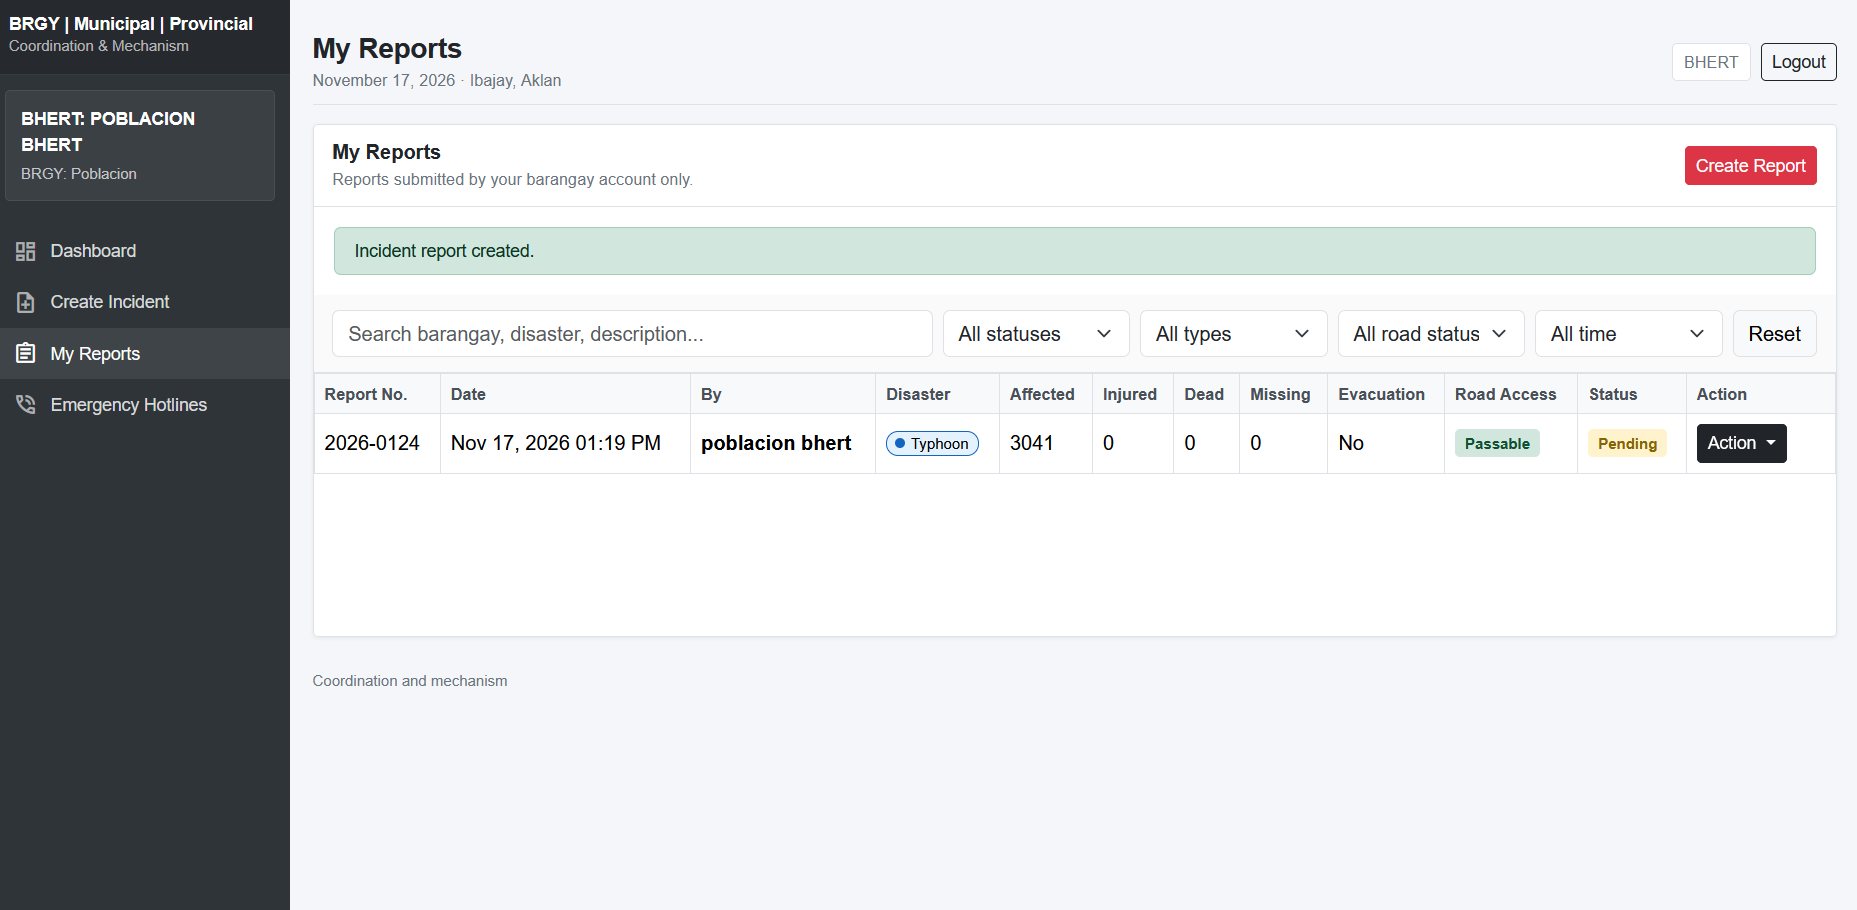 BRGY | Municipal | Provincial
Coordination & Mechanism
BHERT: POBLACION
BHERT
BRGY: Poblacion
Dashboard
Create Incident
My Reports
Emergency Hotlines
My Reports
November 17, 2026 · Ibajay, Aklan
BHERT
Logout
My Reports
Reports submitted by your barangay account only.
Create Report
Incident report created.
Search barangay, disaster, description...
All statuses
All types
All road status
All time
Reset
Report No. Date By Disaster Affected Injured Dead Missing Evacuation Road Access Status Action
2026-0124 Nov 17, 2026 01:19 PM poblacion bhert Typhoon 3041 0 0 0 No Passable Pending Action
Coordination and mechanism